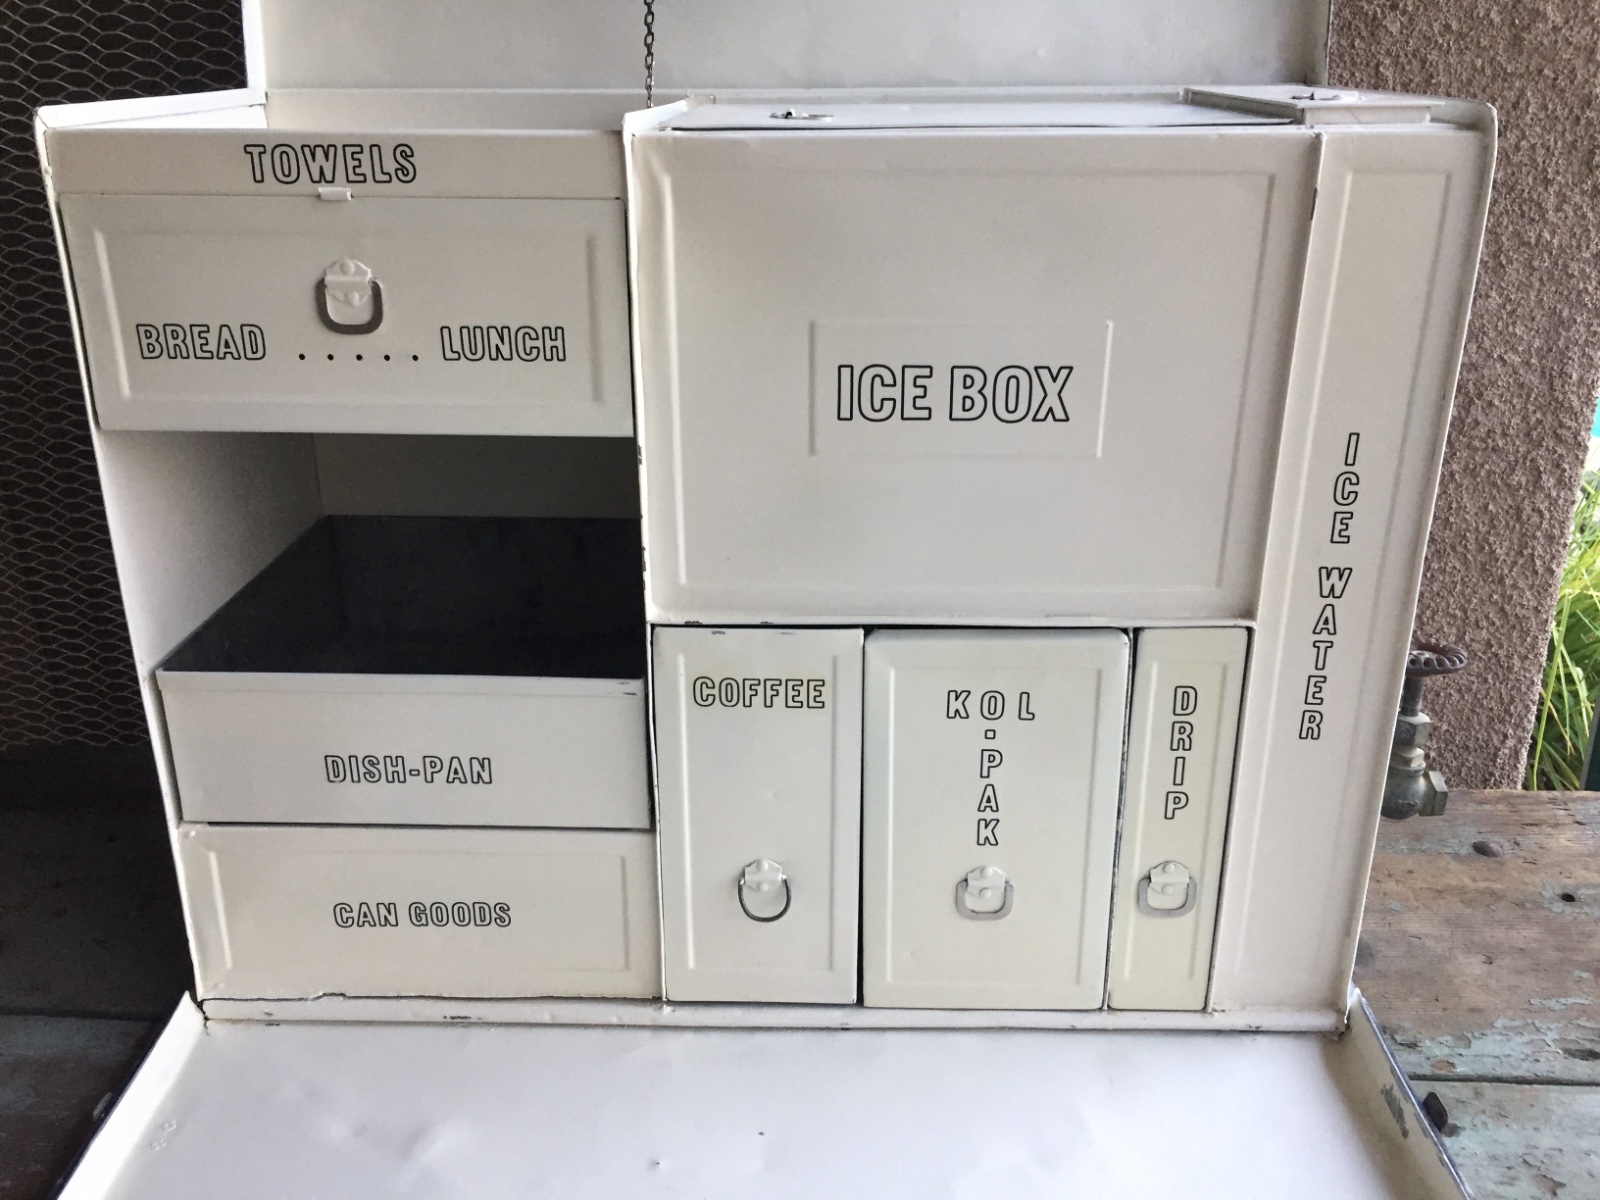 TOWELS
BREAD ..... LUNCH
ICE BOX
ICE WATER
DISH-PAN
CAN GOODS
COFFEE
KOL-PAK
DRIP